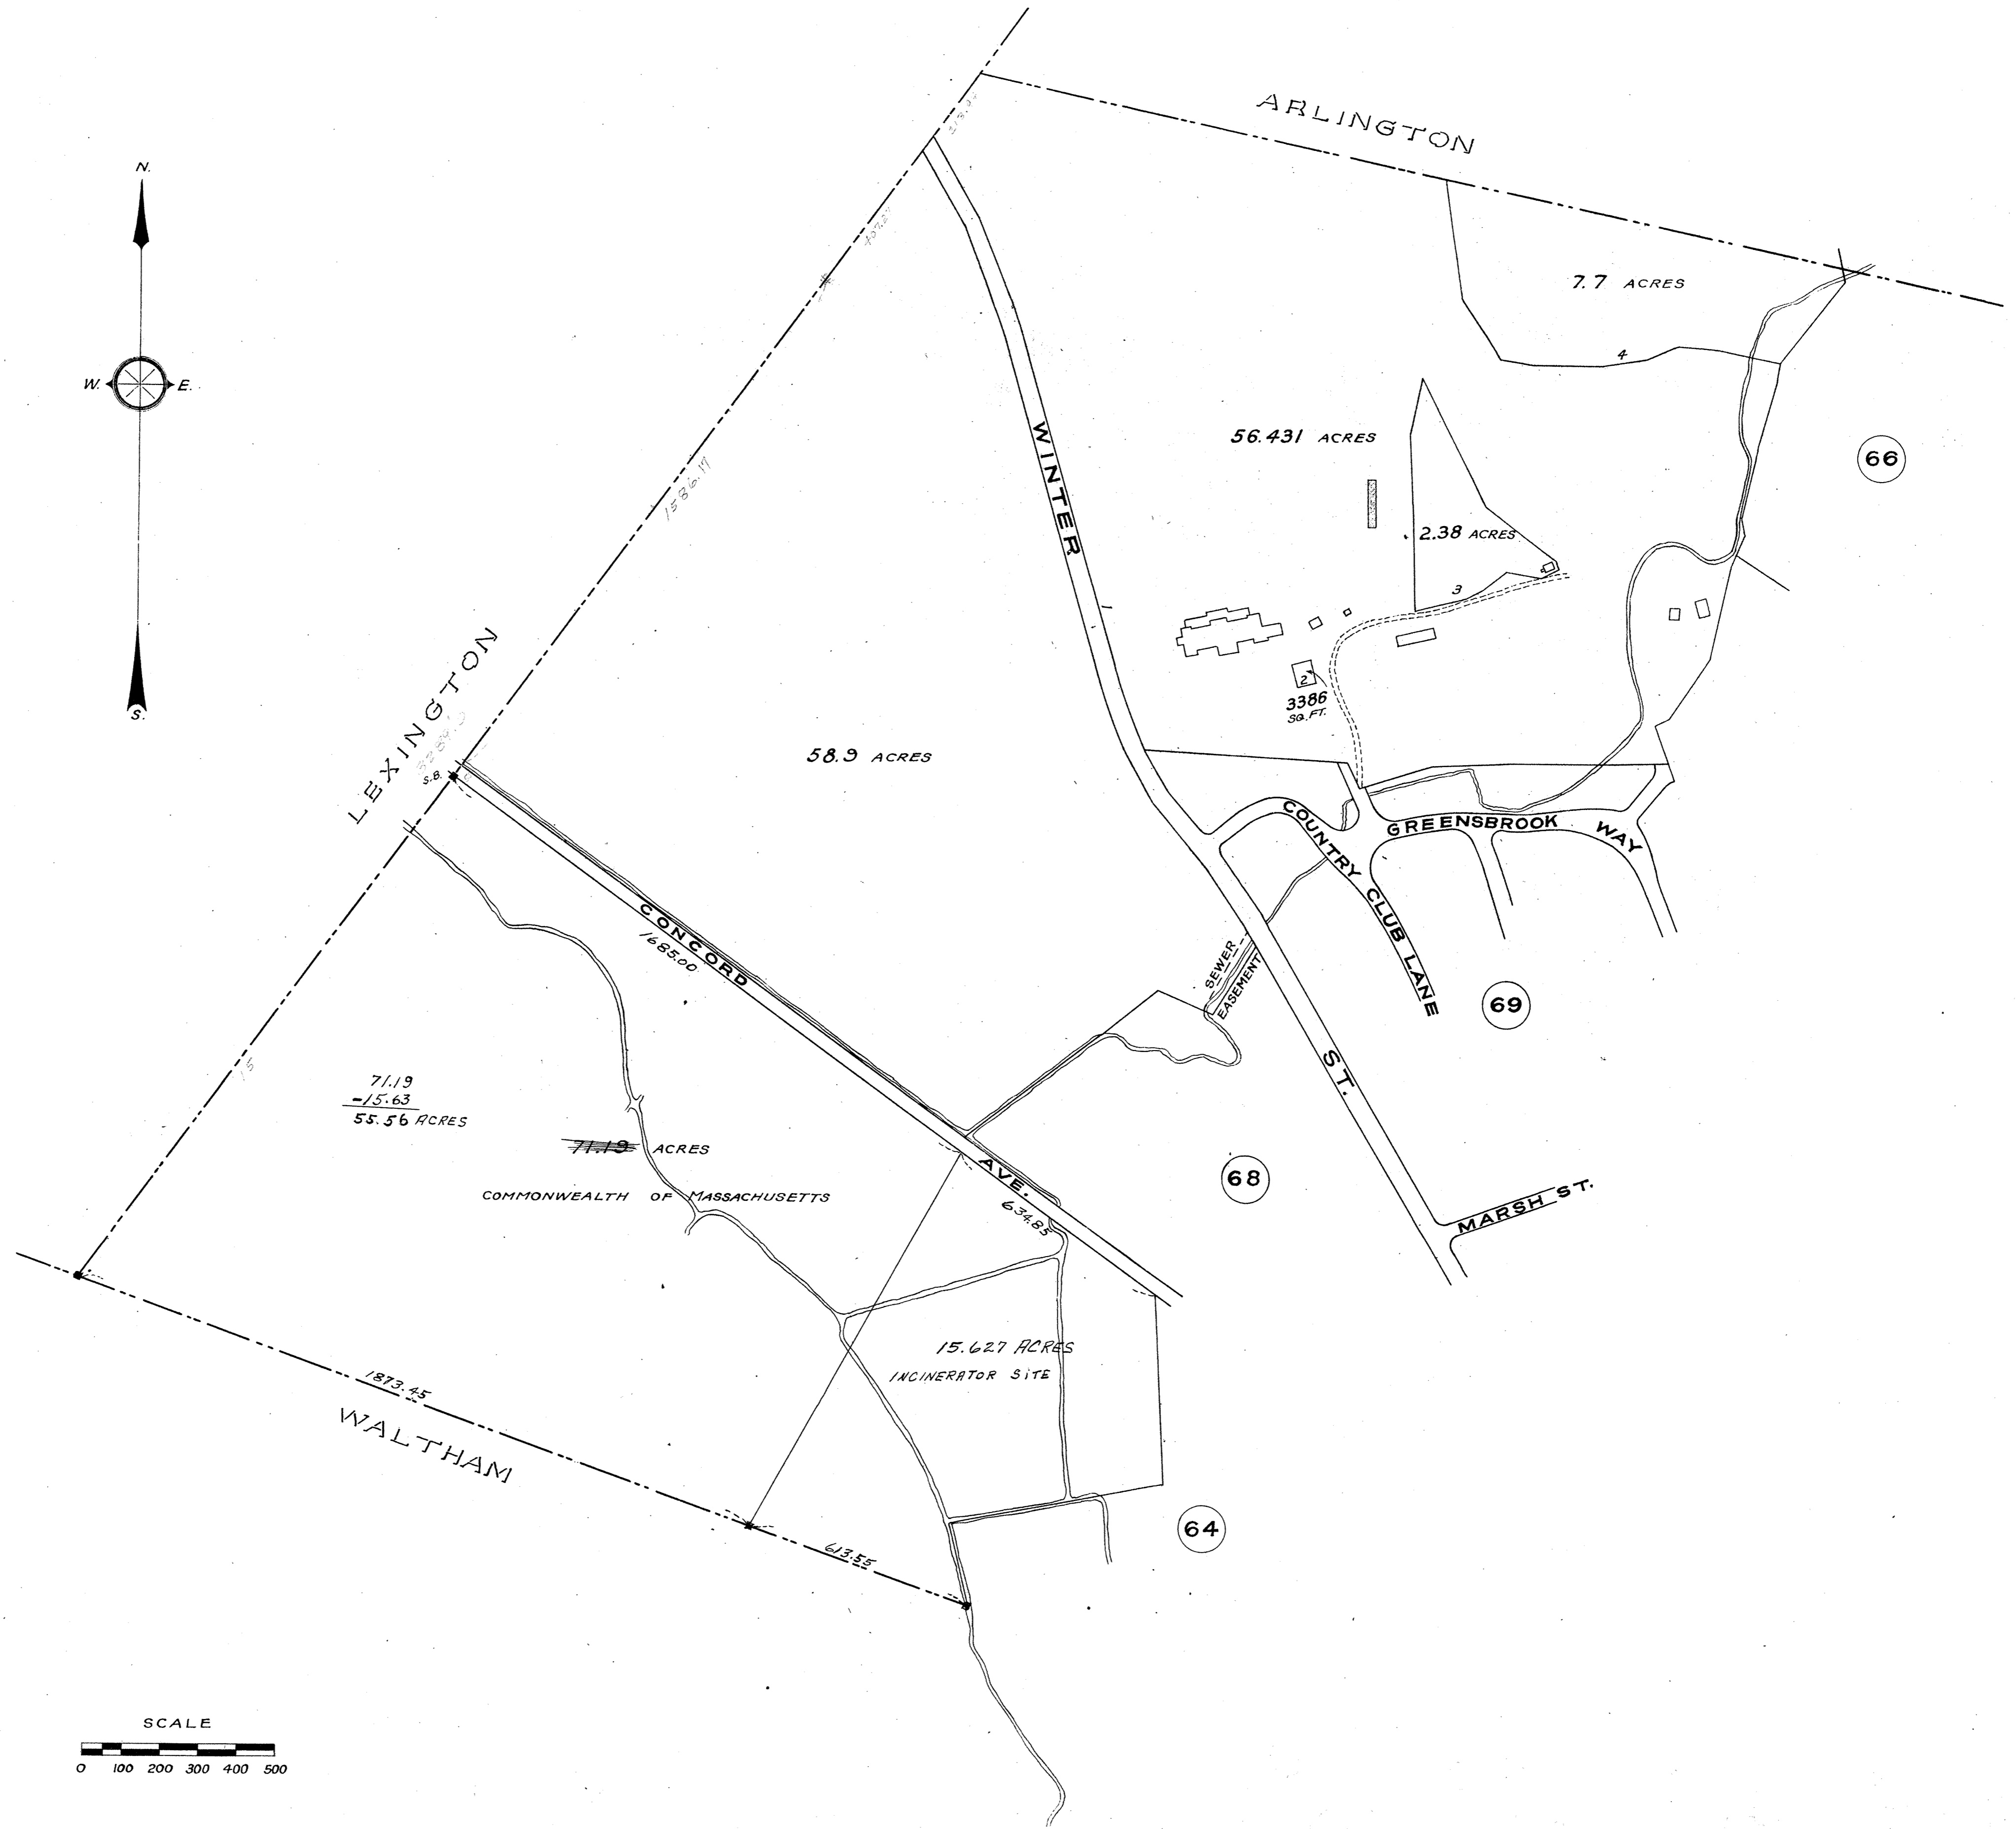 ARLINGTON
N.
W.
E.
S.
7.7 ACRES
4
56.431 ACRES
66
WINTER
2.38 ACRES
3
1
1586.17
2
3386
SQ. FT.
LEXINGTON
S.B.
58.9 ACRES
COUNTRY CLUB LANE
GREENSBROOK WAY
CONCORD
1685.00
SEWER
EASEMENT
69
ST.
71.19
-15.63
55.56 ACRES
71.19 ACRES
COMMONWEALTH OF MASSACHUSETTS
AVE.
634.85
68
MARSH ST.
15.627 ACRES
INCINERATOR SITE
1873.45
WALTHAM
613.55
64
SCALE
0 100 200 300 400 500